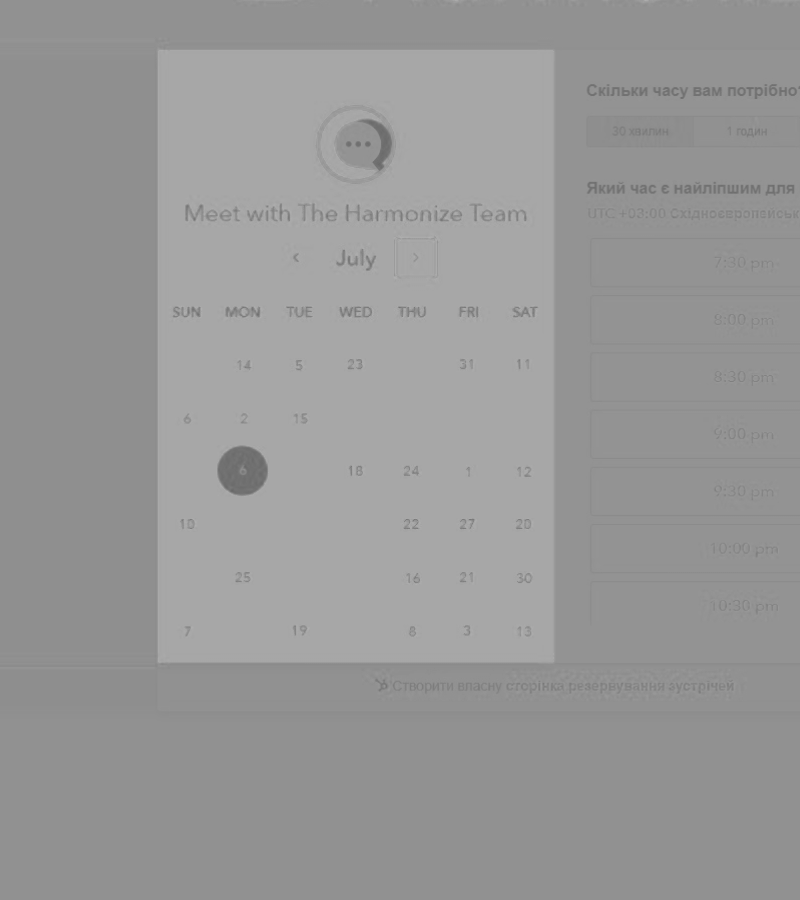 Meet with The Harmonize Team
July
SUN MON TUE WED THU FRI SAT
14 5 23 31 11
6 2 15
6 18 24 1 12
10 22 27 20
25 16 21 30
7 19 8 3 13
Скільки часу вам потрібно?
30 хвилин 1 годин
Який час є найліпшим для
UTC +03:00 Східноєвропейськ
7:30 pm
8:00 pm
8:30 pm
9:00 pm
9:30 pm
10:00 pm
10:30 pm
Створити власну сторінка резервування зустрічей